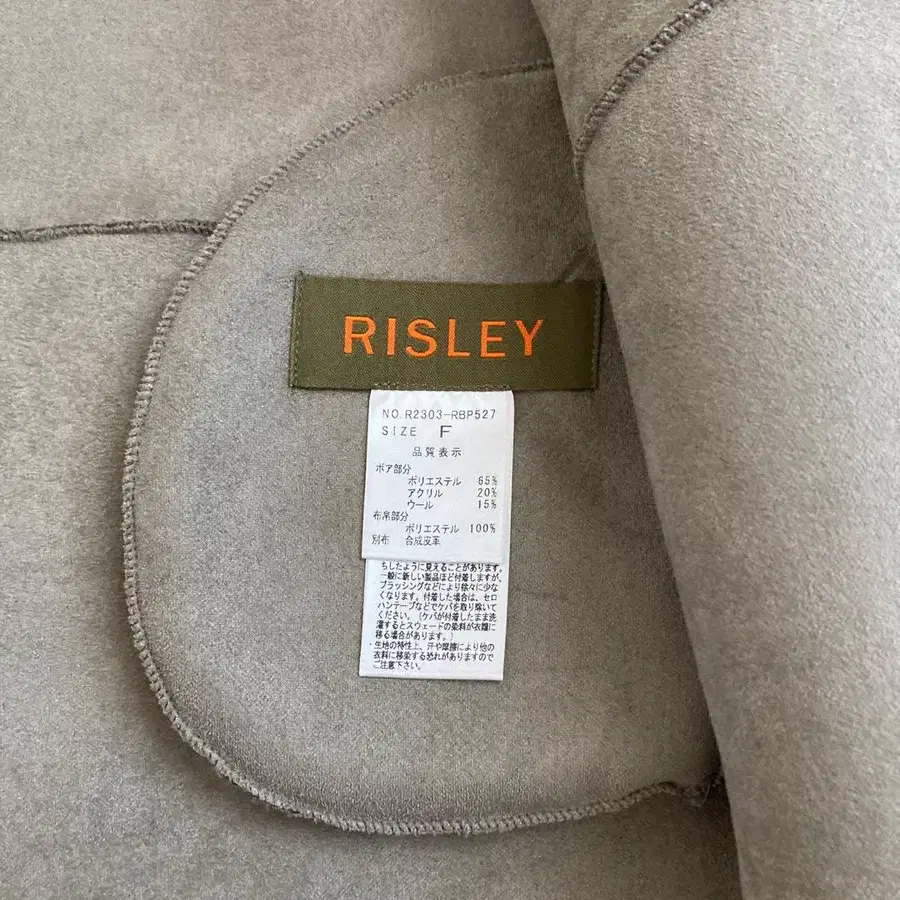 RISLEY
NO.R2303-RBP527
SIZE F
品質表示
ボア部分
ポリエステル 65%
アクリル 20%
ウール 15%
布帛部分
ポリエステル 100%
別布 合成皮革
ちしたように見えることがあります。
一般に新しい製品ほど付着しますが、
ブラッシングなどにより徐々に少な
くなります。付着した場合は、セロ
ハンテープなどでケバを取り除いて
ください。(ケバが付着したまま洗
濯するとスウェードの染料が衣類に
移る場合があります。)
・生地の特性上、汗や摩擦により他の
衣料に移染する恐れがありますので
ご注意下さい。